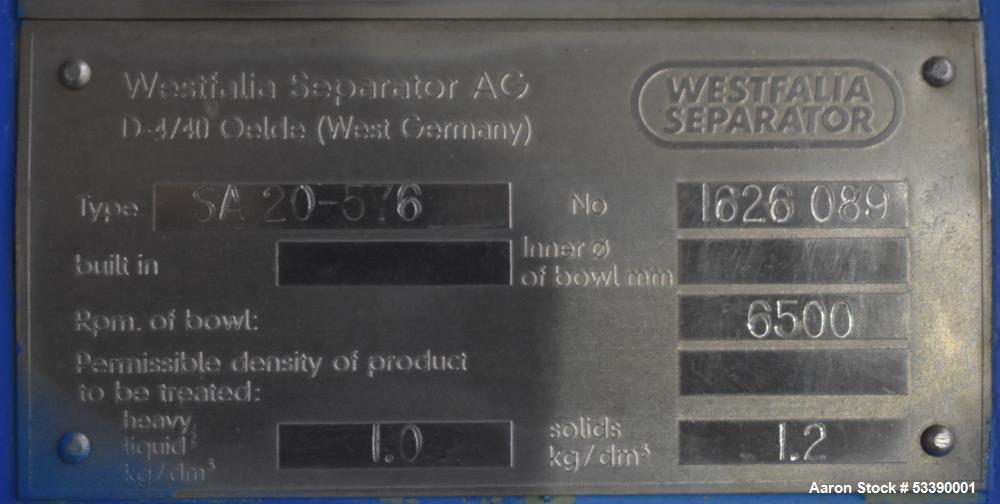 Westfalia Separator AG
D-4740 Oelde (West Germany)
WESTFALIA
SEPARATOR
Type SA 20-5Y6 No 1626 089
built in Inner ø
of bowl mm
Rpm. of bowl: 6500
Permissible density of product
to be treated:
heavy
liquid
kg/dm³ 1.0 solids
kg/dm³ 1.2
Aaron Stock # 53390001